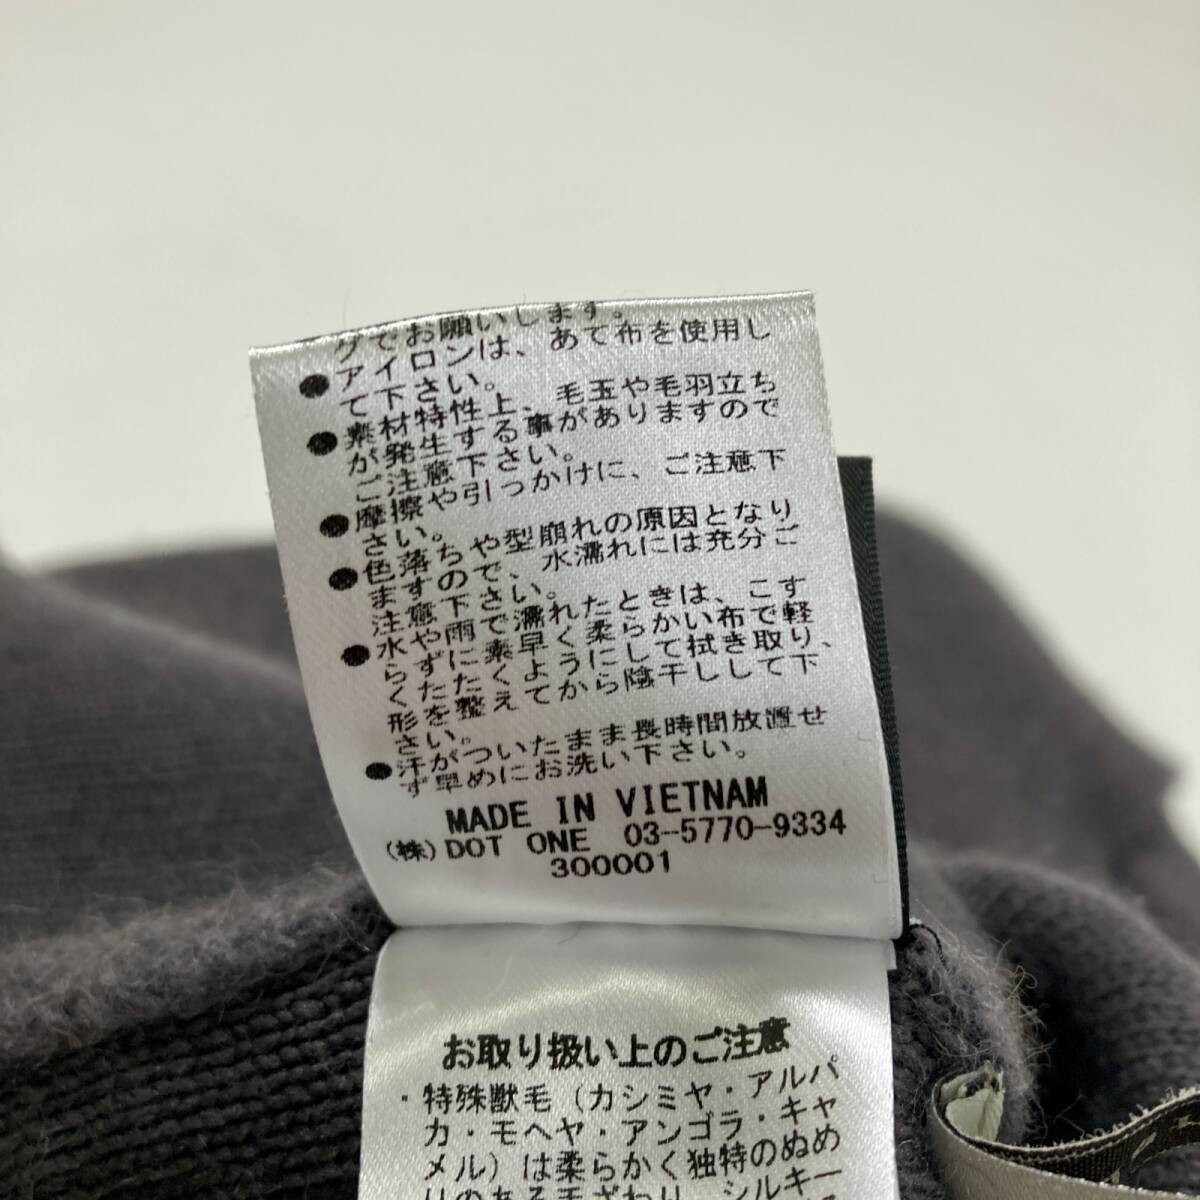 グでお願いします。
●アイロンは、あて布を使用し
て下さい。
●素材特性上、毛玉や毛羽立ち
が発生する事がありますので
ご注意下さい。
●摩擦や引っかけに、ご注意下
さい。
●色落ちや型崩れの原因となり
ますので、水濡れには充分ご
注意下さい。
●水や雨で濡れたときは、こす
らずに素早く柔らかい布で軽
くたたくようにして拭き取り、
形を整えてから陰干しして下
さい。
●汗がついたまま長時間放置せ
ず早めにお洗い下さい。
MADE IN VIETNAM
(株)DOT ONE 03-5770-9334
300001
お取り扱い上のご注意
・特殊獣毛(カシミヤ・アルパ
カ・モヘヤ・アンゴラ・キャ
メル)は柔らかく独特のぬめ
りのある毛ざわり、シルキー